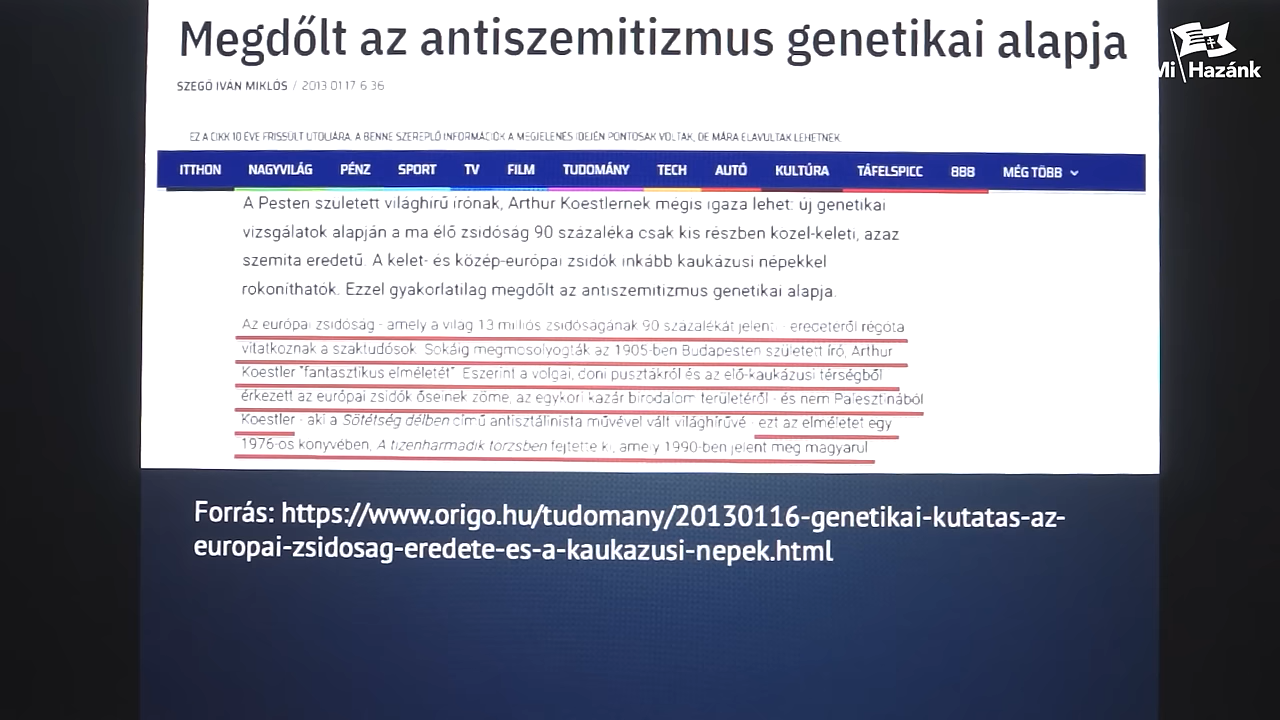 Megdőlt az antiszemitizmus genetikai alapja
Mi Hazánk
SZEGŐ IVÁN MIKLÓS / 2013 01 17 6 36
EZ A CIKK 10 ÉVE FRISSÜLT UTOLJÁRA. A BENNE SZEREPLŐ INFORMÁCIÓK A MEGJELENÉS IDEJÉN PONTOSAK VOLTAK, DE MÁRA ELAVULTAK LEHETNEK.
ITTHON NAGYVILÁG PÉNZ SPORT TV FILM TUDOMÁNY TECH AUTÓ KULTÚRA TÁFELSPICC 888 MÉG TÖBB
A Pesten született világhírű írónak, Arthur Koestlernek mégis igaza lehet: új genetikai
vizsgálatok alapján a ma élő zsidóság 90 százaléka csak kis részben közel-keleti, azaz
szemita eredetű. A kelet- és közép-európai zsidók inkább kaukázusi népekkel
rokoníthatók. Ezzel gyakorlatilag megdőlt az antiszemitizmus genetikai alapja.
Az európai zsidóság - amely a világ 13 milliós zsidóságának 90 százalékát jelenti - eredetéről régóta
vitatkoznak a szaktudósok. Sokáig megmosolyogták az 1905-ben Budapesten született író, Arthur
Koestler "fantasztikus elméletét". Eszerint a volgai, doni pusztákról és az elő-kaukázusi térségből
érkezett az európai zsidók őseinek zöme, az egykori kazár birodalom területéről - és nem Palesztinából
Koestler - aki a Sötétség délben című antisztálinista művével vált világhírűvé - ezt az elméletet egy
1976-os könyvében, A tizenharmadik törzsben fejtette ki, amely 1990-ben jelent meg magyarul
Forrás: https://www.origo.hu/tudomany/20130116-genetikai-kutatas-az-
europai-zsidosag-eredete-es-a-kaukazusi-nepek.html